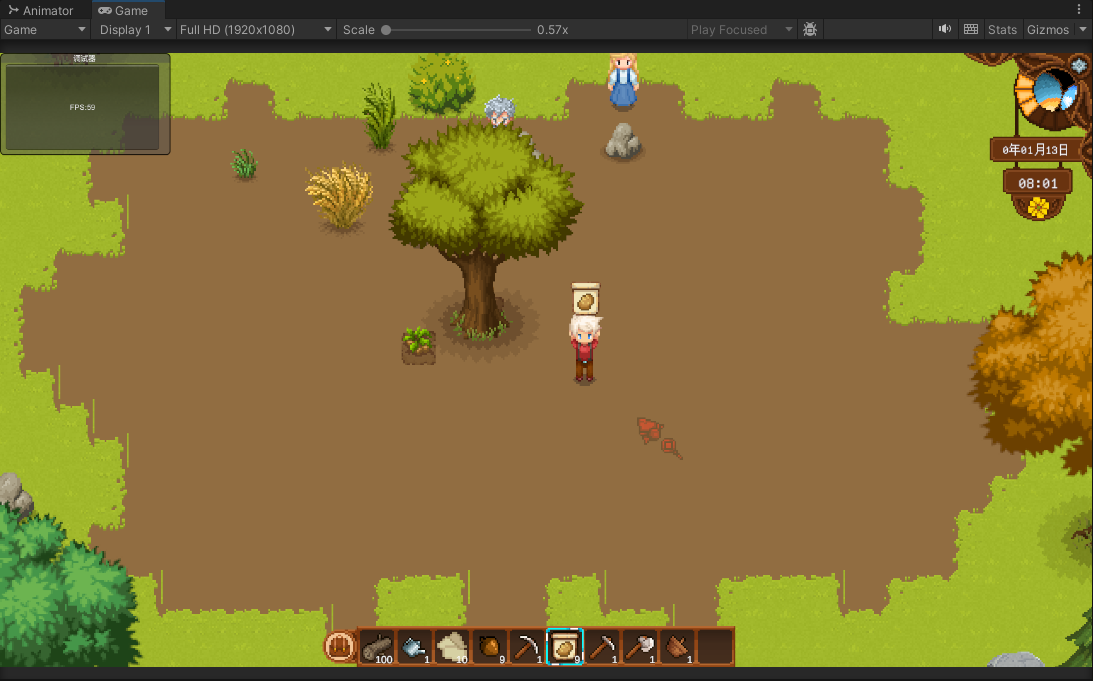 Animator
Game
Game
Display 1
Full HD (1920x1080)
Scale
0.57x
Play Focused
Stats
Gizmos
调试器
FPS:59
0年01月13日
08:01
100
1
10
9
1
9
1
1
1